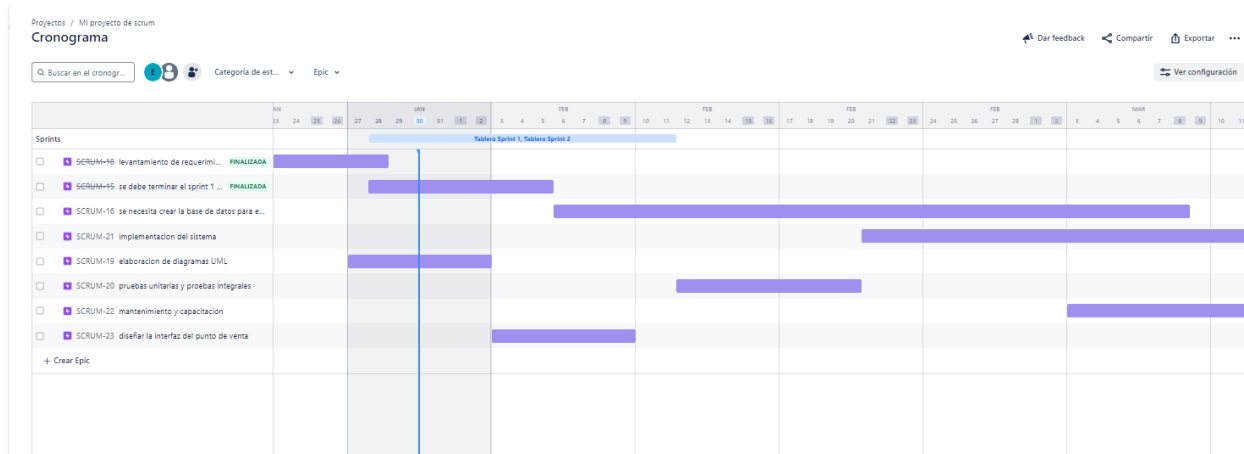 Proyectos / Mi proyecto de scrum
Cronograma
Dar feedback Compartir Exportar
Buscar en el cronogr... E Categoría de est... Epic Ver configuración
AN JAN FEB FEB FEB FEB MAR
23 24 25 26 27 28 29 30 31 1 2 3 4 5 6 7 8 9 10 11 12 13 14 15 16 17 18 19 20 21 22 23 24 25 26 27 28 1 2 3 4 5 6 7 8 9 10 11
Sprints Tablero Sprint 1, Tablero Sprint 2
SCRUM-18 levantamiento de requerimi... FINALIZADA
SCRUM-15 se debe terminar el sprint 1 ... FINALIZADA
SCRUM-16 se necesita crear la base de datos para e...
SCRUM-21 implementacion del sistema
SCRUM-19 elaboracion de diagramas UML
SCRUM-20 pruebas unitarias y proebas integrales
SCRUM-22 mantenimiento y capacitacion
SCRUM-23 diseñar la interfaz del punto de venta
+ Crear Epic